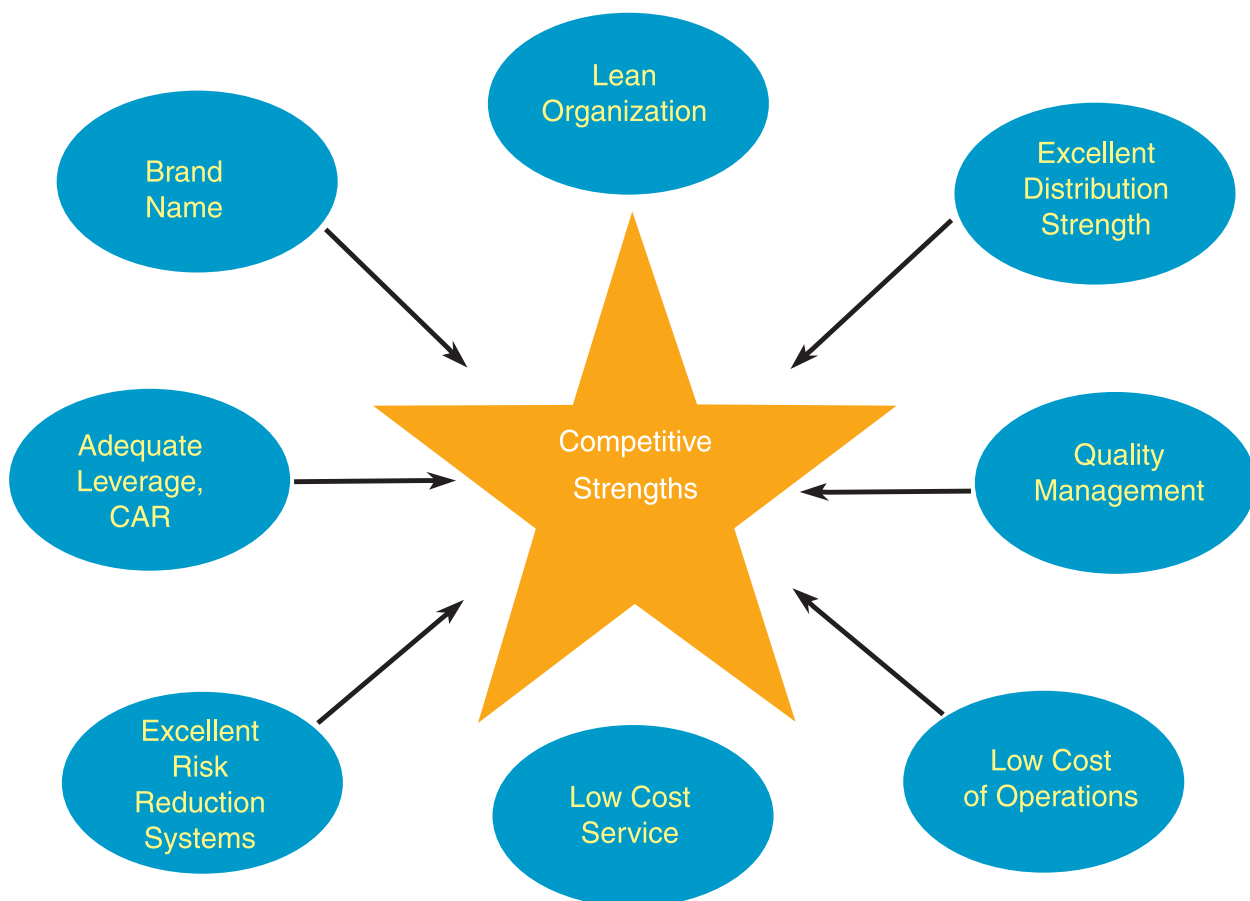 Lean
Organization
Brand
Name
Excellent
Distribution
Strength
Adequate
Leverage,
CAR
Competitive
Strengths
Quality
Management
Excellent
Risk
Reduction
Systems
Low Cost
Service
Low Cost
of Operations